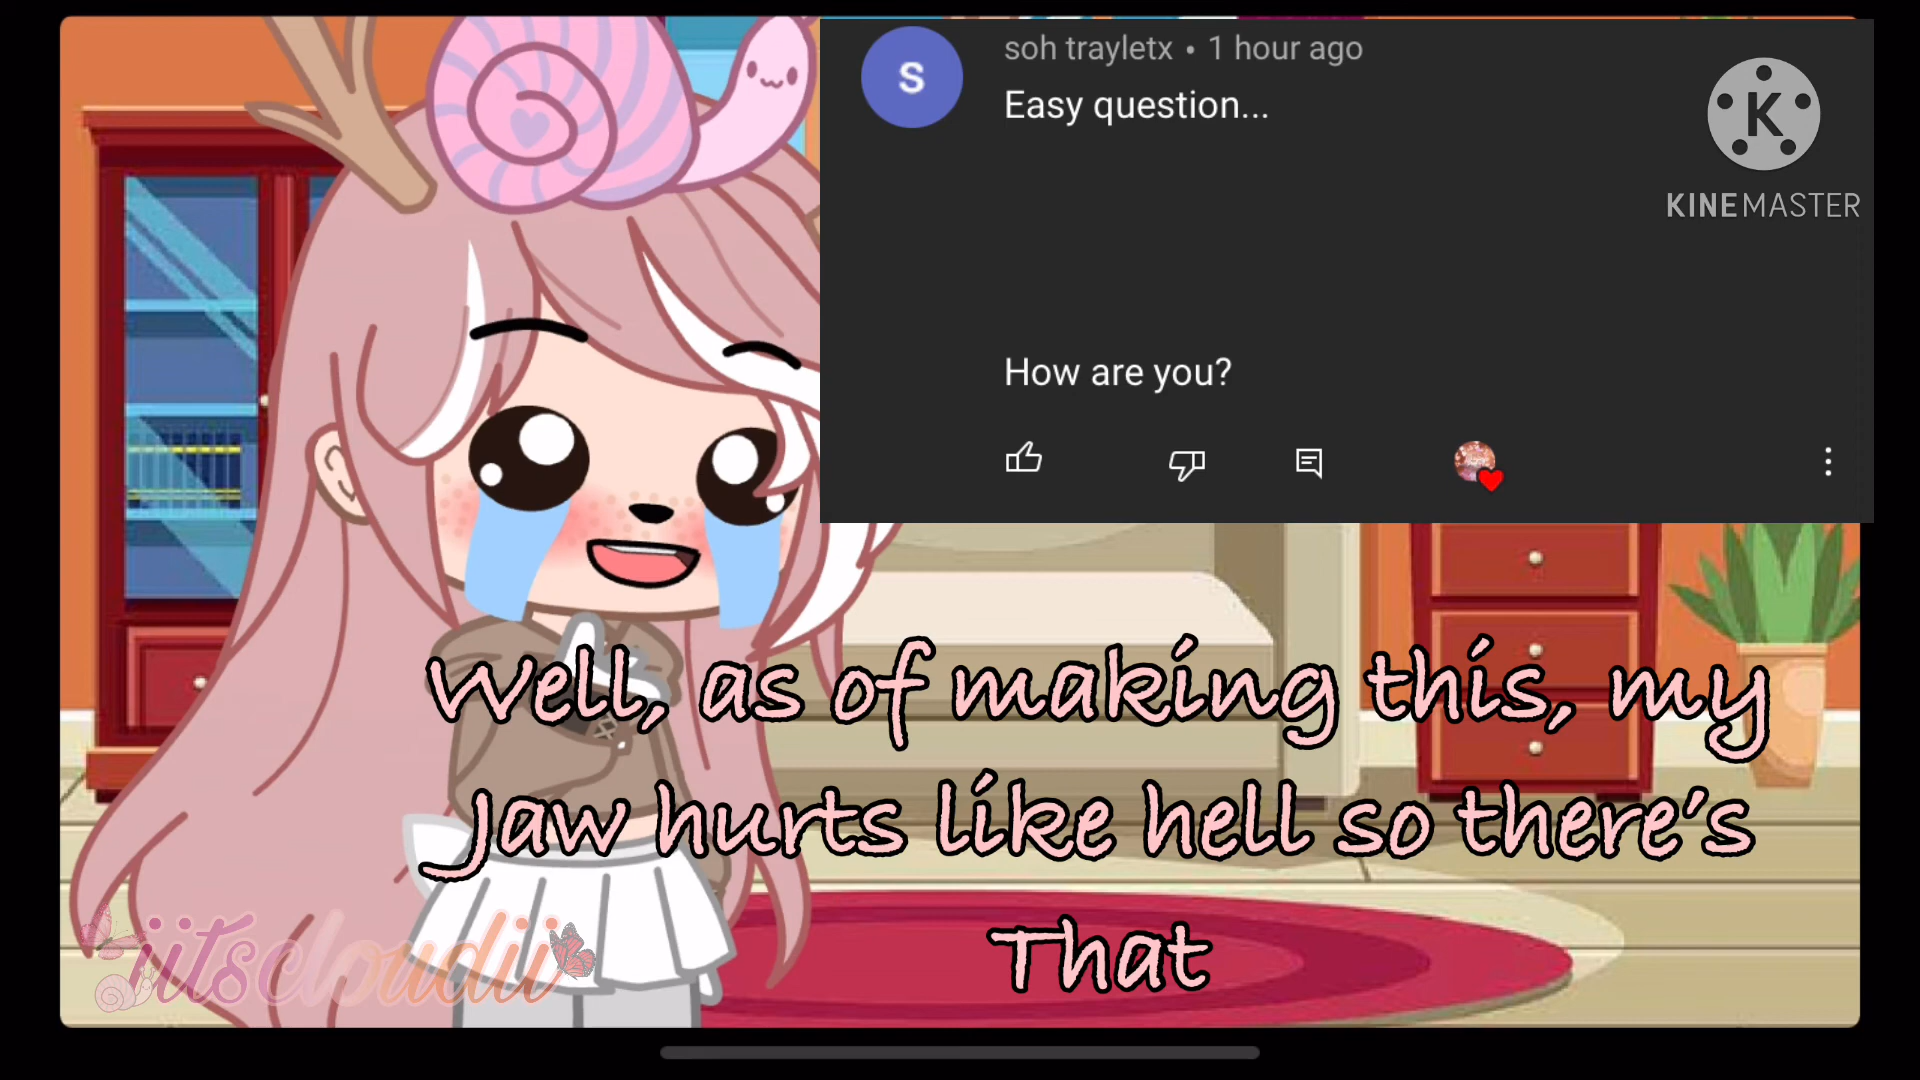 S
soh trayletx • 1 hour ago
Easy question...
How are you?
K
KINEMASTER
Well, as of making this, my
Jaw hurts like hell so there's
That
iitscloudii